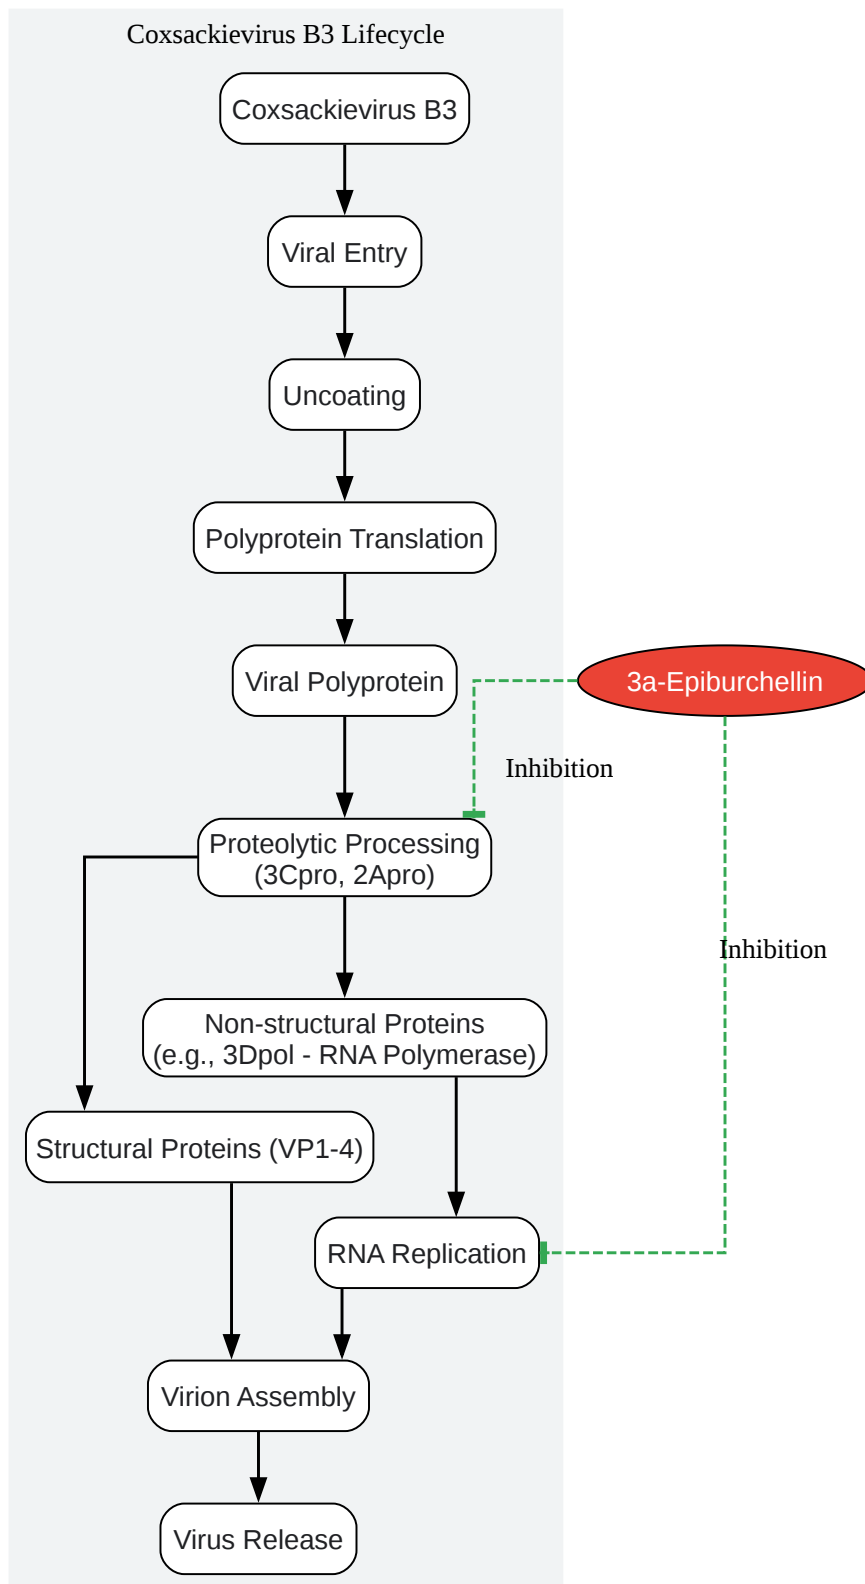 Coxsackievirus B3 Lifecycle
Coxsackievirus B3
Viral Entry
Uncoating
Polyprotein Translation
Viral Polyprotein
3a-Epiburchellin
Inhibition
Proteolytic Processing
(3Cpro, 2Apro)
Inhibition
Non-structural Proteins
(e.g., 3Dpol - RNA Polymerase)
Structural Proteins (VP1-4)
RNA Replication
Virion Assembly
Virus Release